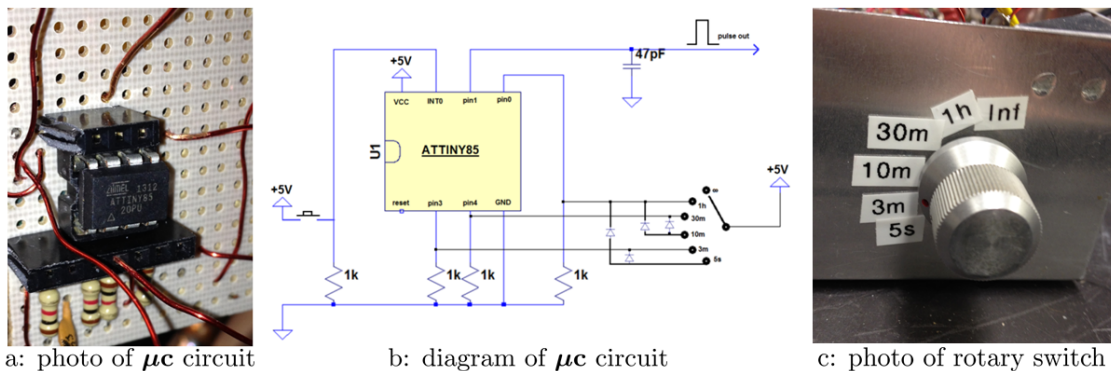 ATMEL 1312
ATTINY85
20PU
a: photo of μc circuit
+5V
VCC
INT0
pin1
pin0
47pF
pulse out
U1
ATTINY85
+5V
reset
pin3
pin4
GND
+5V
∞
1h
30m
10m
3m
5s
1k
1k
1k
1k
b: diagram of μc circuit
1h
Inf
30m
10m
3m
5s
c: photo of rotary switch